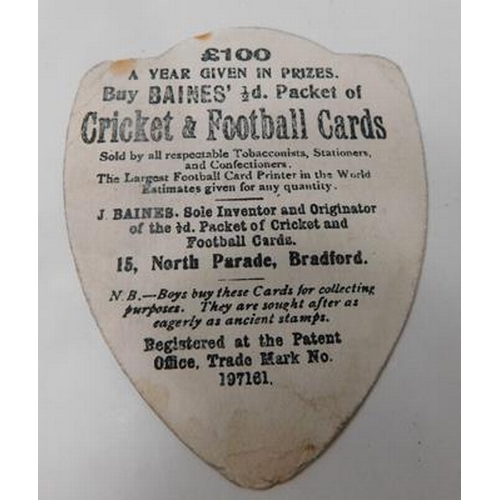 £100
A YEAR GIVEN IN PRIZES.
Buy BAINES' ½d. Packet of
Cricket & Football Cards
Sold by all respectable Tobacconists, Stationers,
and Confectioners.
The Largest Football Card Printer in the World
Estimates given for any quantity.
J. BAINES. Sole Inventor and Originator
of the ½d. Packet of Cricket and
Football Cards.
15, North Parade, Bradford.
N.B.—Boys buy these Cards for collecting
purposes. They are sought after as
eagerly as ancient stamps.
Registered at the Patent
Office, Trade Mark No.
197161.